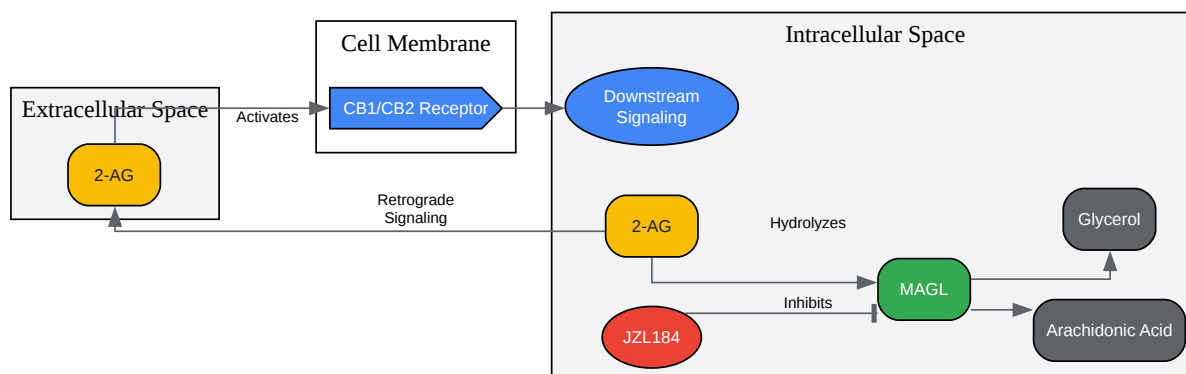 Extracellular Space
2-AG
Activates
Cell Membrane
CB1/CB2 Receptor
Intracellular Space
Downstream
Signaling
Retrograde
Signaling
2-AG
Hydrolyzes
Glycerol
MAGL
Inhibits
JZL184
Arachidonic Acid